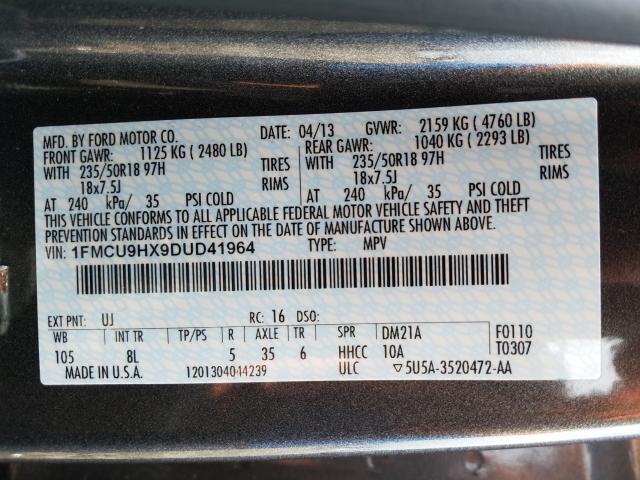 MFD. BY FORD MOTOR CO. DATE: 04/13 GVWR: 2159 KG ( 4760 LB)
FRONT GAWR: 1125 KG ( 2480 LB) REAR GAWR: 1040 KG ( 2293 LB)
WITH 235/50R18 97H TIRES WITH 235/50R18 97H TIRES
18x7.5J RIMS 18x7.5J RIMS
AT 240 kPa/ 35 PSI COLD AT 240 kPa/ 35 PSI COLD
THIS VEHICLE CONFORMS TO ALL APPLICABLE FEDERAL MOTOR VEHICLE SAFETY AND THEFT
PREVENTION STANDARDS IN EFFECT ON THE DATE OF MANUFACTURE SHOWN ABOVE.
VIN: 1FMCU9HX9DUD41964 TYPE: MPV
EXT PNT: UJ RC: 16 DSO:
WB INT TR TP/PS R AXLE TR SPR DM21A F0110
105 8L 5 35 6 HHCC 10A T0307
MADE IN U.S.A. 1201304044239 ULC ▽5U5A-3520472-AA